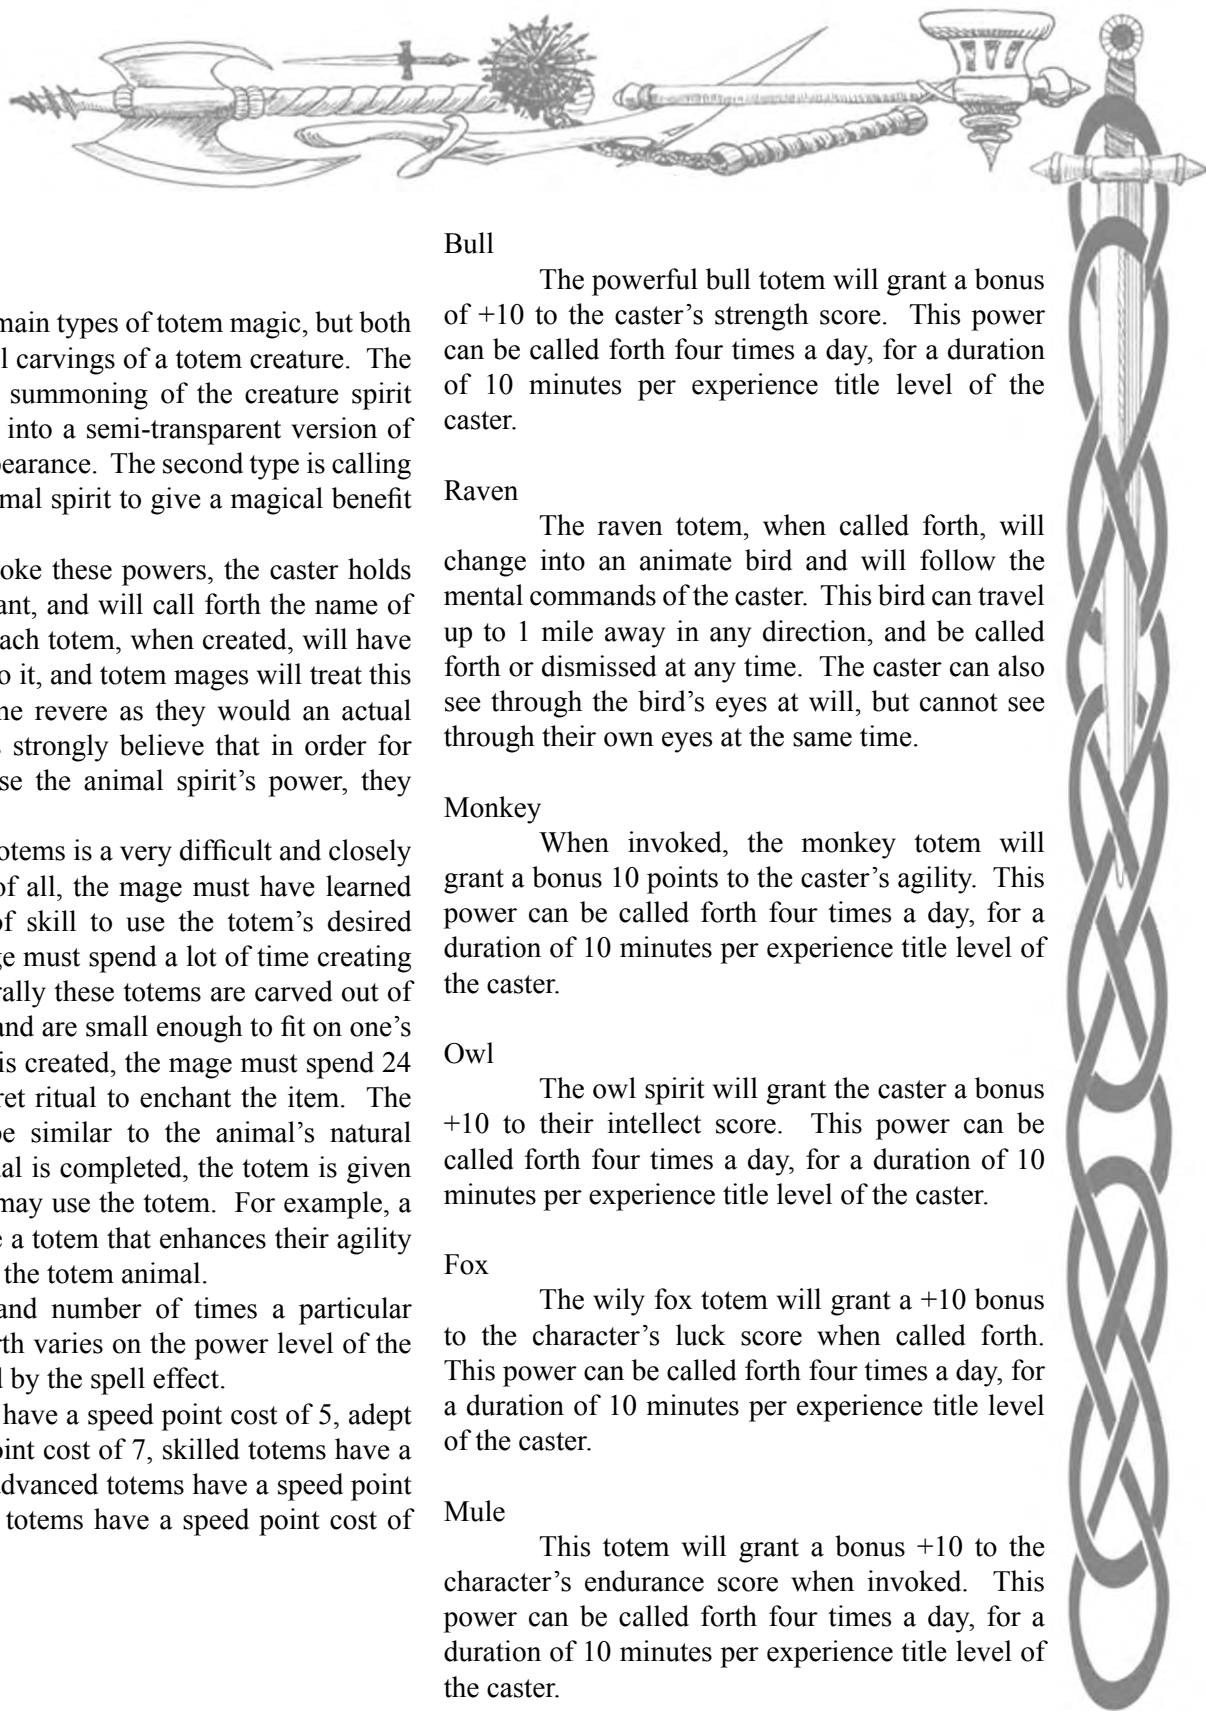 main types of totem magic, but both
l carvings of a totem creature.  The
summoning of the creature spirit
into a semi-transparent version of
pearance.  The second type is calling
mal spirit to give a magical benefit
oke these powers, the caster holds
ant, and will call forth the name of
ach totem, when created, will have
o it, and totem mages will treat this
ne revere as they would an actual
s strongly believe that in order for
se the animal spirit’s power, they
otems is a very difficult and closely
of all, the mage must have learned
of skill to use the totem’s desired
ge must spend a lot of time creating
rally these totems are carved out of
and are small enough to fit on one’s
is created, the mage must spend 24
ret ritual to enchant the item.  The
be similar to the animal’s natural
ual is completed, the totem is given
may use the totem.  For example, a
e a totem that enhances their agility
the totem animal.
and number of times a particular
rth varies on the power level of the
d by the spell effect.
have a speed point cost of 5, adept
oint cost of 7, skilled totems have a
advanced totems have a speed point
totems have a speed point cost of
Bull
The powerful bull totem will grant a bonus
of +10 to the caster’s strength score.  This power
can be called forth four times a day, for a duration
of 10 minutes per experience title level of the
caster.
Raven
The raven totem, when called forth, will
change into an animate bird and will follow the
mental commands of the caster.  This bird can travel
up to 1 mile away in any direction, and be called
forth or dismissed at any time.  The caster can also
see through the bird’s eyes at will, but cannot see
through their own eyes at the same time.
Monkey
When invoked, the monkey totem will
grant a bonus 10 points to the caster’s agility.  This
power can be called forth four times a day, for a
duration of 10 minutes per experience title level of
the caster.
Owl
The owl spirit will grant the caster a bonus
+10 to their intellect score.  This power can be
called forth four times a day, for a duration of 10
minutes per experience title level of the caster.
Fox
The wily fox totem will grant a +10 bonus
to the character’s luck score when called forth.
This power can be called forth four times a day, for
a duration of 10 minutes per experience title level
of the caster.
Mule
This totem will grant a bonus +10 to the
character’s endurance score when invoked.  This
power can be called forth four times a day, for a
duration of 10 minutes per experience title level of
the caster.